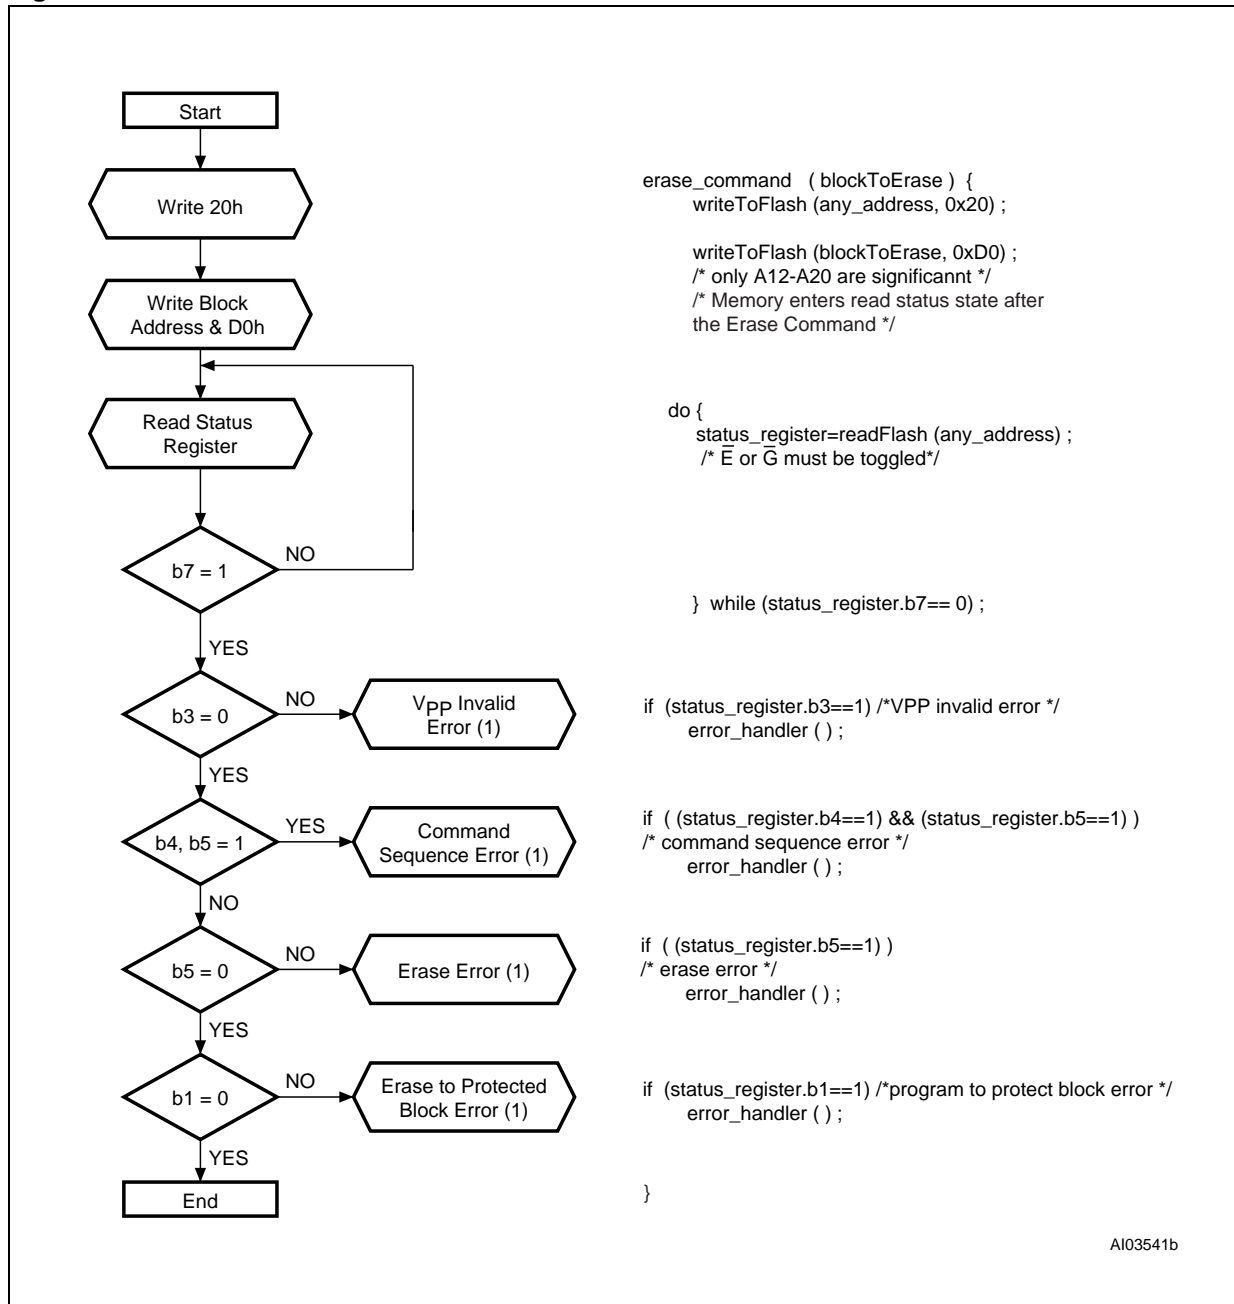 Start
Write 20h
Write Block
Address & D0h
Read Status
Register
b7 = 1
NO
YES
b3 = 0
NO
VPP Invalid
Error (1)
YES
b4, b5 = 1
YES
Command
Sequence Error (1)
NO
b5 = 0
NO
Erase Error (1)
YES
b1 = 0
NO
Erase to Protected
Block Error (1)
YES
End
erase_command ( blockToErase ) {
writeToFlash (any_address, 0x20) ;
writeToFlash (blockToErase, 0xD0) ;
/* only A12-A20 are significannt */
/* Memory enters read status state after
the Erase Command */
do {
status_register=readFlash (any_address) ;
/* E̅ or G̅ must be toggled*/
} while (status_register.b7== 0) ;
if (status_register.b3==1) /*VPP invalid error */
error_handler ( ) ;
if ( (status_register.b4==1) && (status_register.b5==1) )
/* command sequence error */
error_handler ( ) ;
if ( (status_register.b5==1) )
/* erase error */
error_handler ( ) ;
if (status_register.b1==1) /*program to protect block error */
error_handler ( ) ;
}
AI03541b